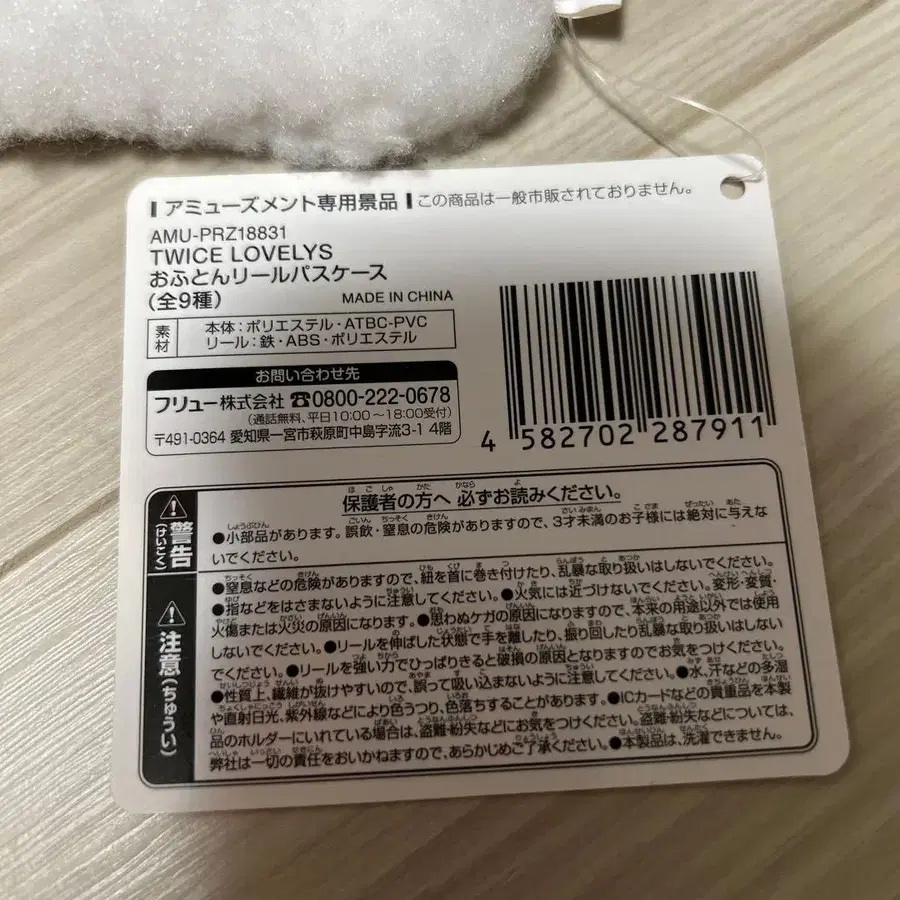 アミューズメント専用景品 この商品は一般市販されておりません。
AMU-PRZ18831
TWICE LOVELYS
おふとんリールパスケース
(全9種) MADE IN CHINA
素材 本体:ポリエステル・ATBC-PVC
リール:鉄・ABS・ポリエステル
お問い合わせ先
フリュー株式会社 ☎0800-222-0678
(通話無料、平日10:00~18:00受付)
〒491-0364 愛知県一宮市萩原町中島字流3-1 4階
4 582702 287911
保護者の方へ 必ずお読みください。
警告(けいこく)
●小部品があります。誤飲・窒息の危険がありますので、3才未満のお子様には絶対に与えな
いでください。
注意(ちゅうい)
●窒息などの危険がありますので、紐を首に巻き付けたり、乱暴な取り扱いはしないでください。
●指などをはさまないように注意してください。●火気には近づけないでください。変形・変質・
火傷または火災の原因になります。●思わぬケガの原因になりますので、本来の用途以外では使用
しないでください。●リールを伸ばした状態で手を離したり、振り回したり乱暴な取り扱いはしない
でください。●リールを強い力でひっぱりきると破損の原因となりますのでお気をつけください。
●性質上、繊維が抜けやすいので、誤って吸い込まないように注意してください。●水、汗などの多湿
や直射日光、紫外線などにより色うつり、色落ちすることがあります。●ICカードなどの貴重品を本製
品のホルダーにいれている場合は、盗難・紛失などにお気をつけください。盗難・紛失などについては、
弊社は一切の責任をおいかねますので、あらかじめご了承ください。●本製品は、洗濯できません。